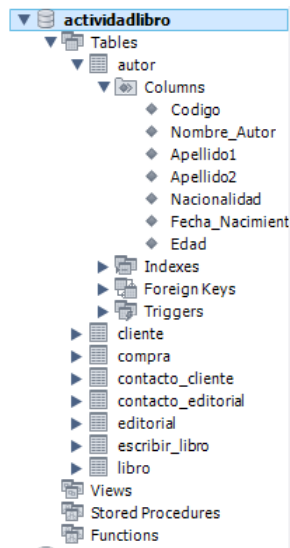 actividadlibro
Tables
autor
Columns
Codigo
Nombre_Autor
Apellido1
Apellido2
Nacionalidad
Fecha_Nacimient
Edad
Indexes
Foreign Keys
Triggers
cliente
compra
contacto_cliente
contacto_editorial
editorial
escribir_libro
libro
Views
Stored Procedures
Functions